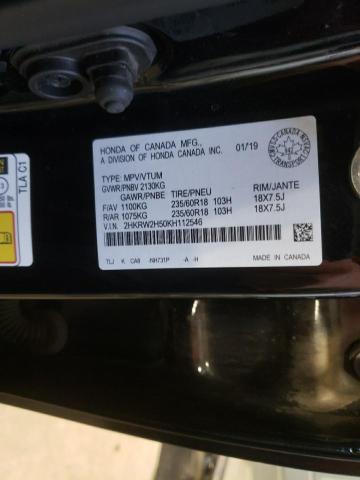 HONDA OF CANADA MFG.,
A DIVISION OF HONDA CANADA INC. 01/19
TYPE: MPV/VTUM
GVWR/PNBV 2130KG
GAWR/PNBE TIRE/PNEU RIM/JANTE
F/AV 1100KG 235/60R18 103H 18X7.5J
R/AR 1075KG 235/60R18 103H 18X7.5J
V.I.N. 2HKRW2H50KH112546
TLJ K CA8 -NH731P -A -H MADE IN CANADA
TLA C1